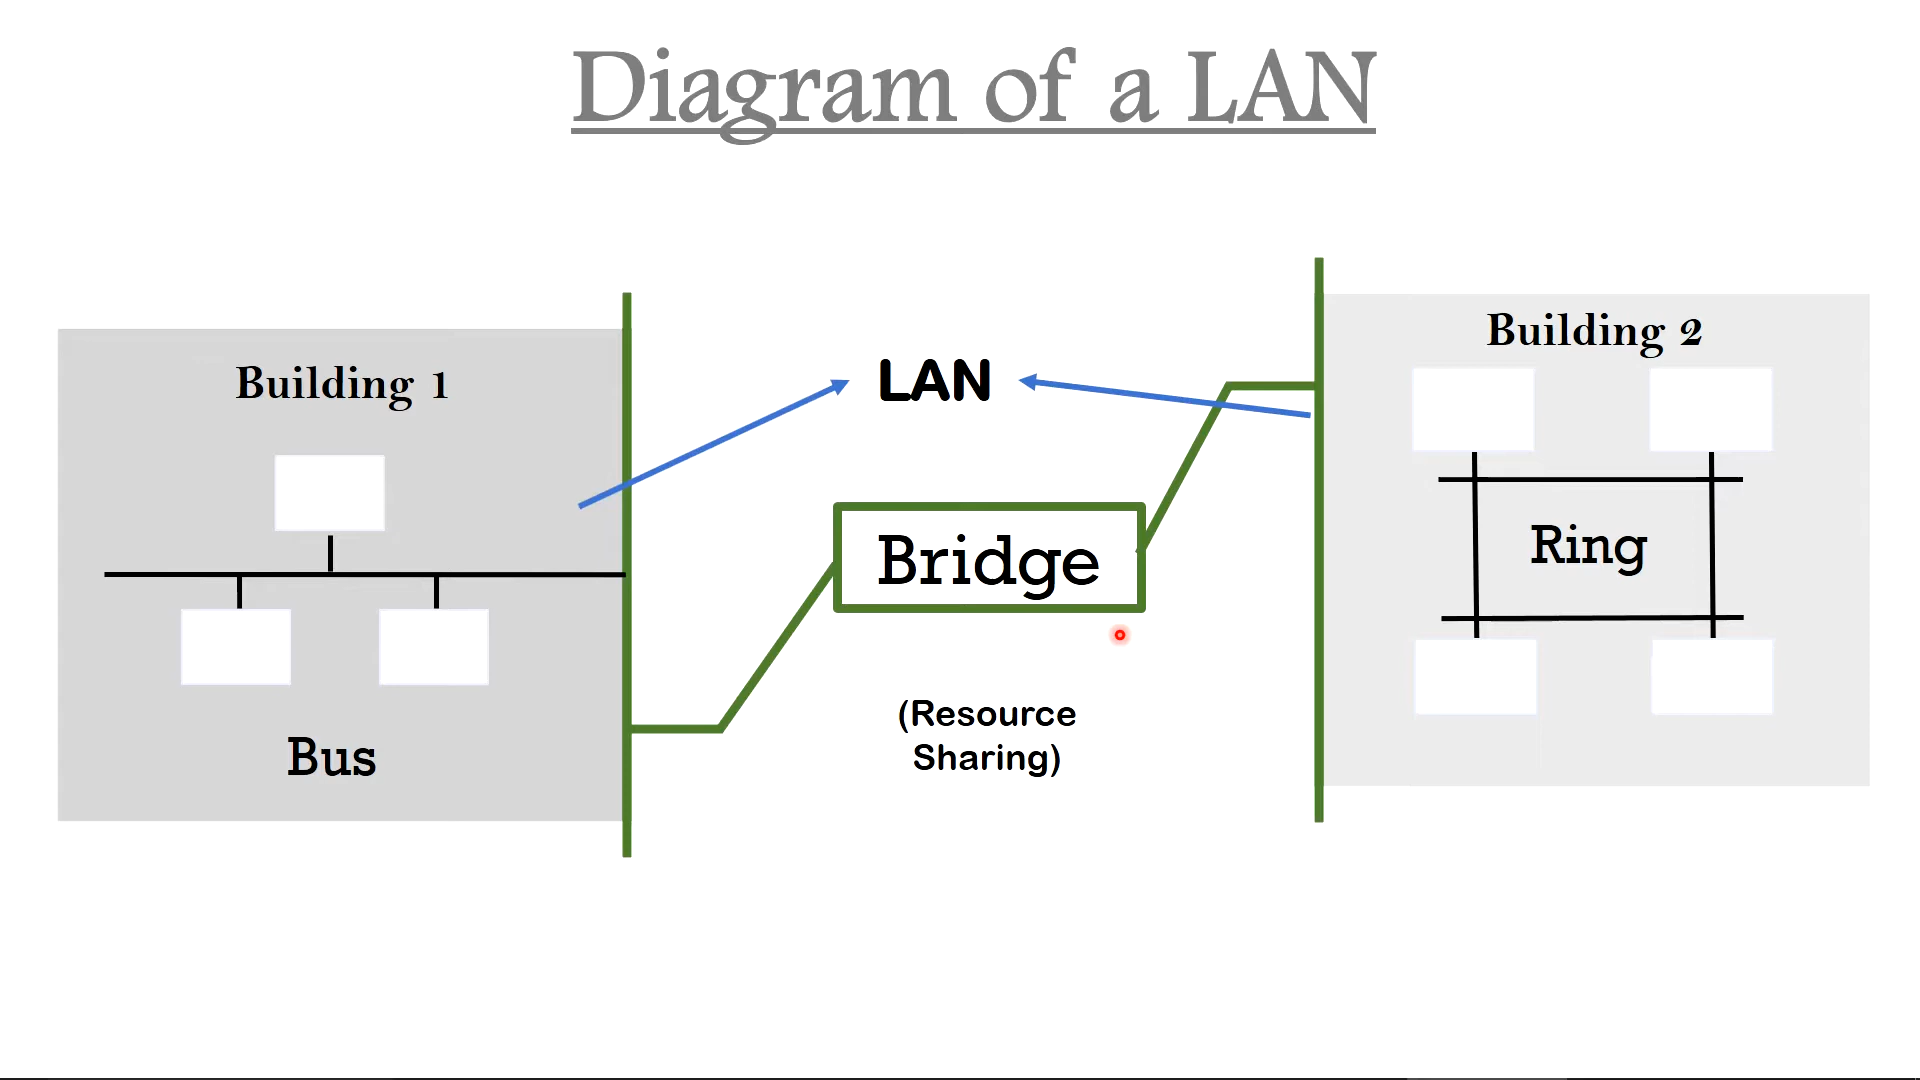 Diagram of a LAN
Building 1
Bus
LAN
Bridge
(Resource
Sharing)
Building 2
Ring